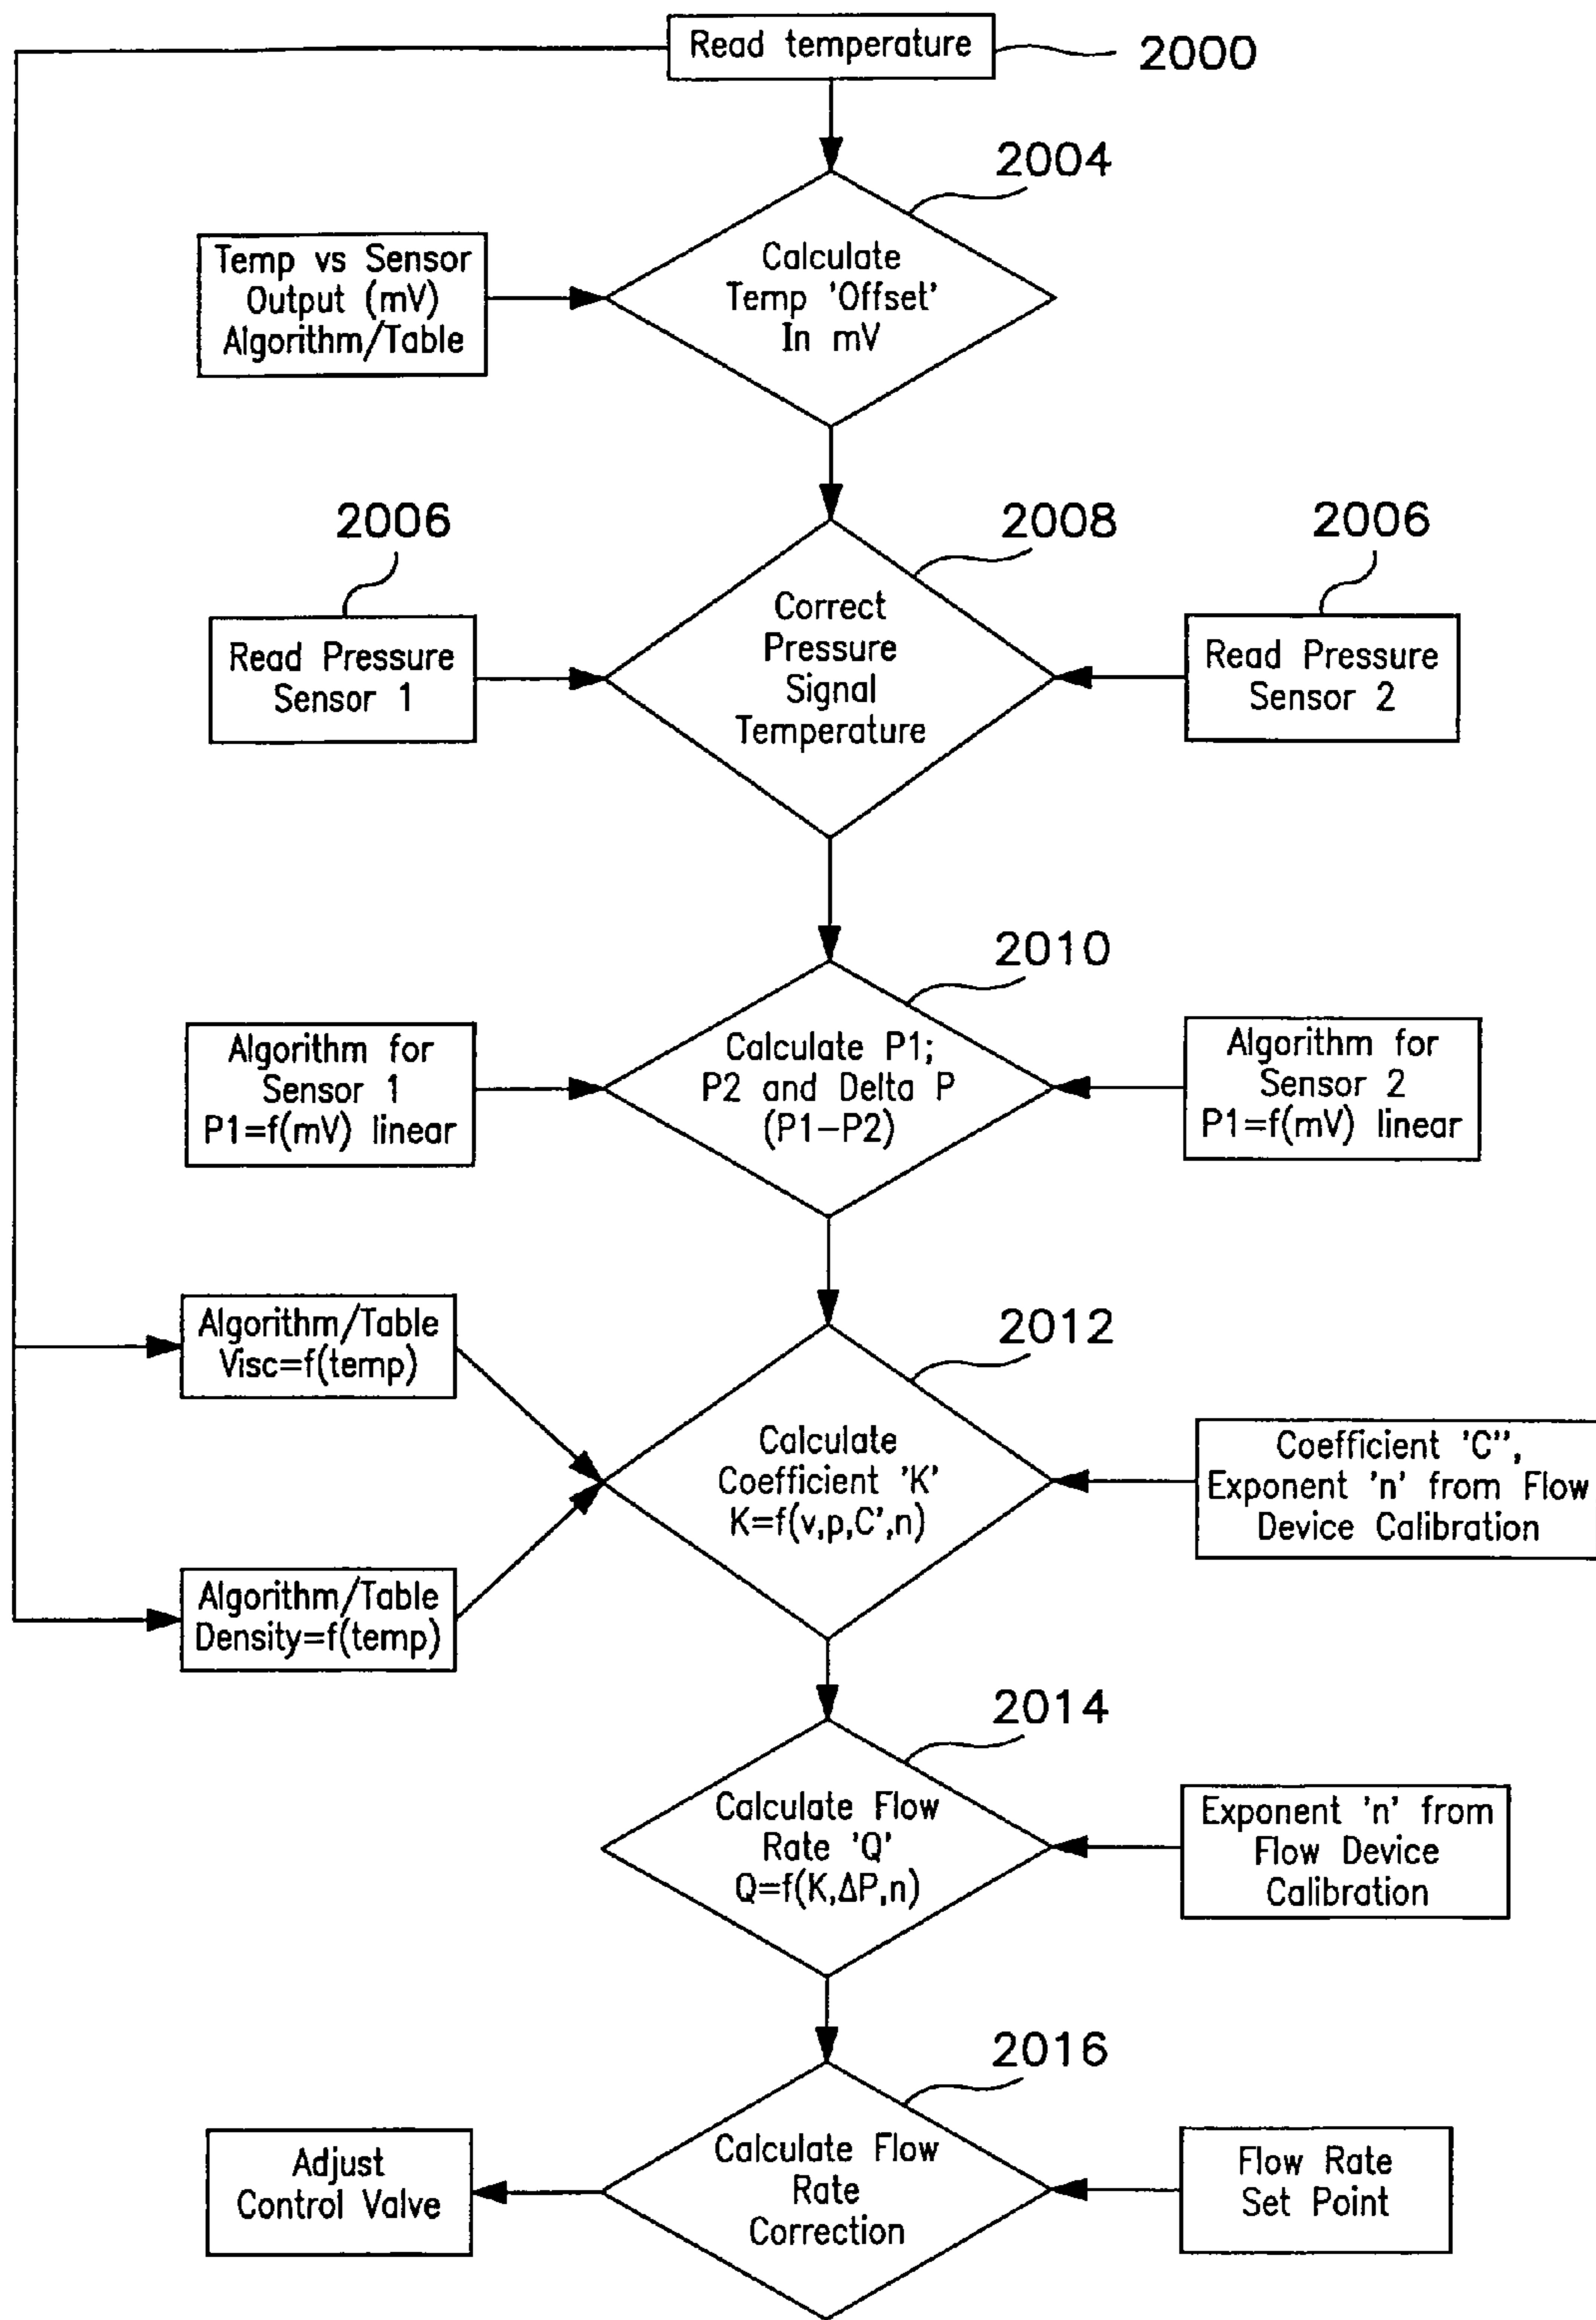 Read temperature
2000
2004
Temp vs Sensor
Output (mV)
Algorithm/Table
Calculate
Temp 'Offset'
In mV
2006
2008
2006
Read Pressure
Sensor 1
Correct
Pressure
Signal
Temperature
Read Pressure
Sensor 2
2010
Algorithm for
Sensor 1
P1=f(mV) linear
Calculate P1;
P2 and Delta P
(P1-P2)
Algorithm for
Sensor 2
P1=f(mV) linear
2012
Algorithm/Table
Visc=f(temp)
Calculate
Coefficient 'K'
K=f(v,p,C',n)
Coefficient 'C'',
Exponent 'n' from Flow
Device Calibration
Algorithm/Table
Density=f(temp)
2014
Calculate Flow
Rate 'Q'
Q=f(K,ΔP,n)
Exponent 'n' from
Flow Device
Calibration
2016
Adjust
Control Valve
Calculate Flow
Rate
Correction
Flow Rate
Set Point